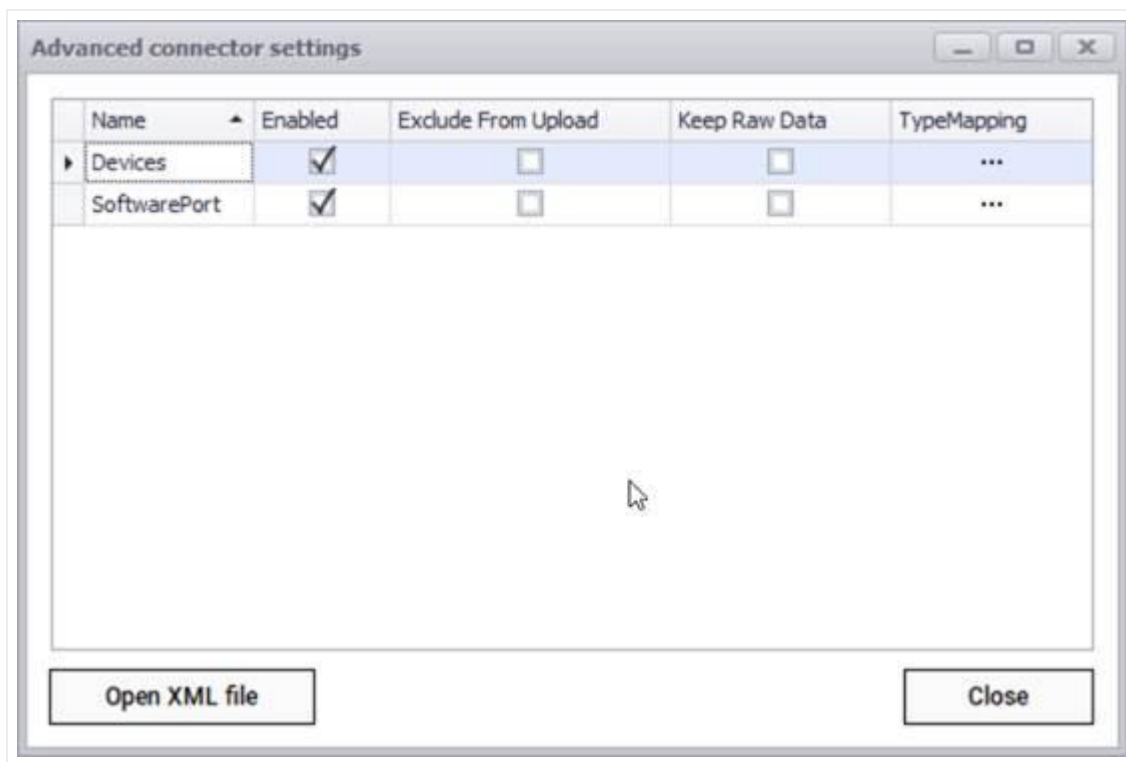 Advanced connector settings
Name Enabled Exclude From Upload Keep Raw Data TypeMapping
Devices ...
SoftwarePort ...
Open XML file Close